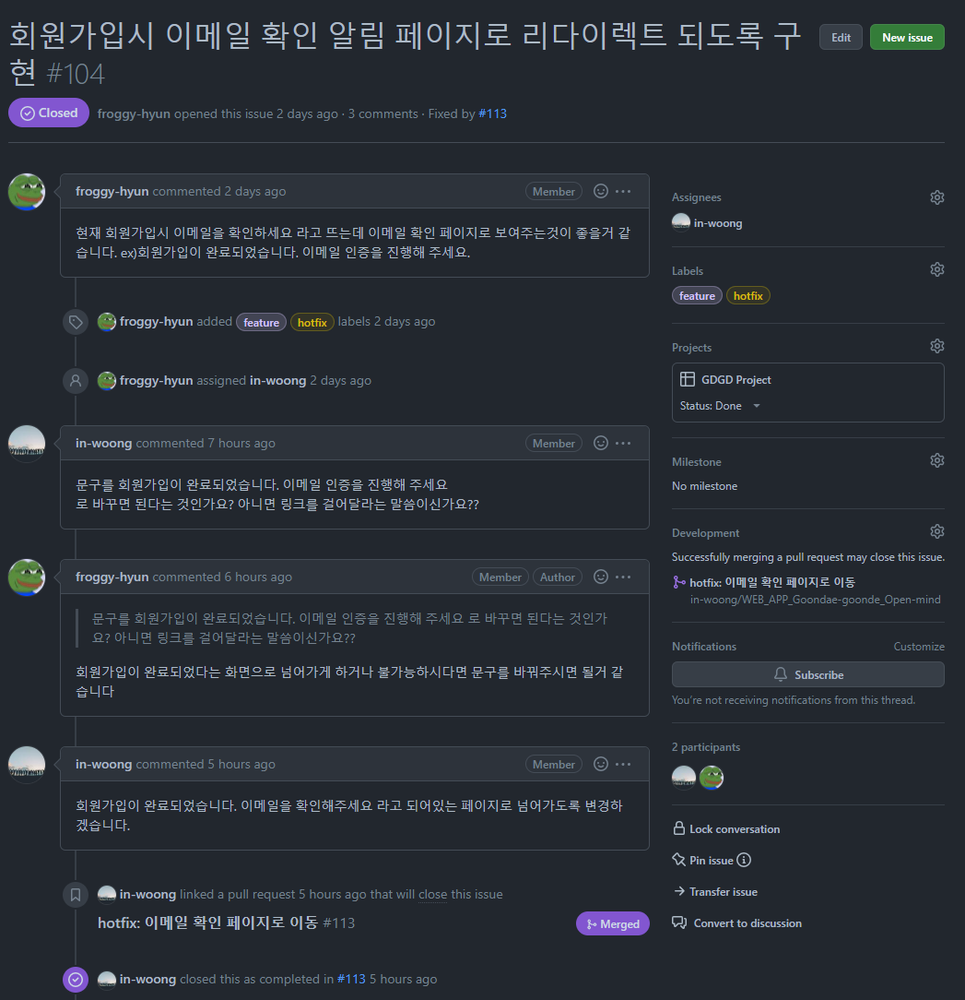 회원가입시 이메일 확인 알림 페이지로 리다이렉트 되도록 구
현 #104
Edit
New issue
Closed
froggy-hyun opened this issue 2 days ago · 3 comments · Fixed by #113
froggy-hyun commented 2 days ago
Member
현재 회원가입시 이메일을 확인하세요 라고 뜨는데 이메일 확인 페이지로 보여주는것이 좋을거 같
습니다. ex)회원가입이 완료되었습니다. 이메일 인증을 진행해 주세요.
froggy-hyun added feature hotfix labels 2 days ago
froggy-hyun assigned in-woong 2 days ago
in-woong commented 7 hours ago
Member
문구를 회원가입이 완료되었습니다. 이메일 인증을 진행해 주세요
로 바꾸면 된다는 것인가요? 아니면 링크를 걸어달라는 말씀이신가요??
froggy-hyun commented 6 hours ago
Member
Author
문구를 회원가입이 완료되었습니다. 이메일 인증을 진행해 주세요 로 바꾸면 된다는 것인가
요? 아니면 링크를 걸어달라는 말씀이신가요??
회원가입이 완료되었다는 화면으로 넘어가게 하거나 불가능하시다면 문구를 바꿔주시면 될거 같
습니다
in-woong commented 5 hours ago
Member
회원가입이 완료되었습니다. 이메일을 확인해주세요 라고 되어있는 페이지로 넘어가도록 변경하
겠습니다.
in-woong linked a pull request 5 hours ago that will close this issue
hotfix: 이메일 확인 페이지로 이동 #113
Merged
in-woong closed this as completed in #113 5 hours ago
Assignees
in-woong
Labels
feature hotfix
Projects
GDGD Project
Status: Done
Milestone
No milestone
Development
Successfully merging a pull request may close this issue.
hotfix: 이메일 확인 페이지로 이동
in-woong/WEB_APP_Goondae-goonde_Open-mind
Notifications
Customize
Subscribe
You're not receiving notifications from this thread.
2 participants
Lock conversation
Pin issue
Transfer issue
Convert to discussion